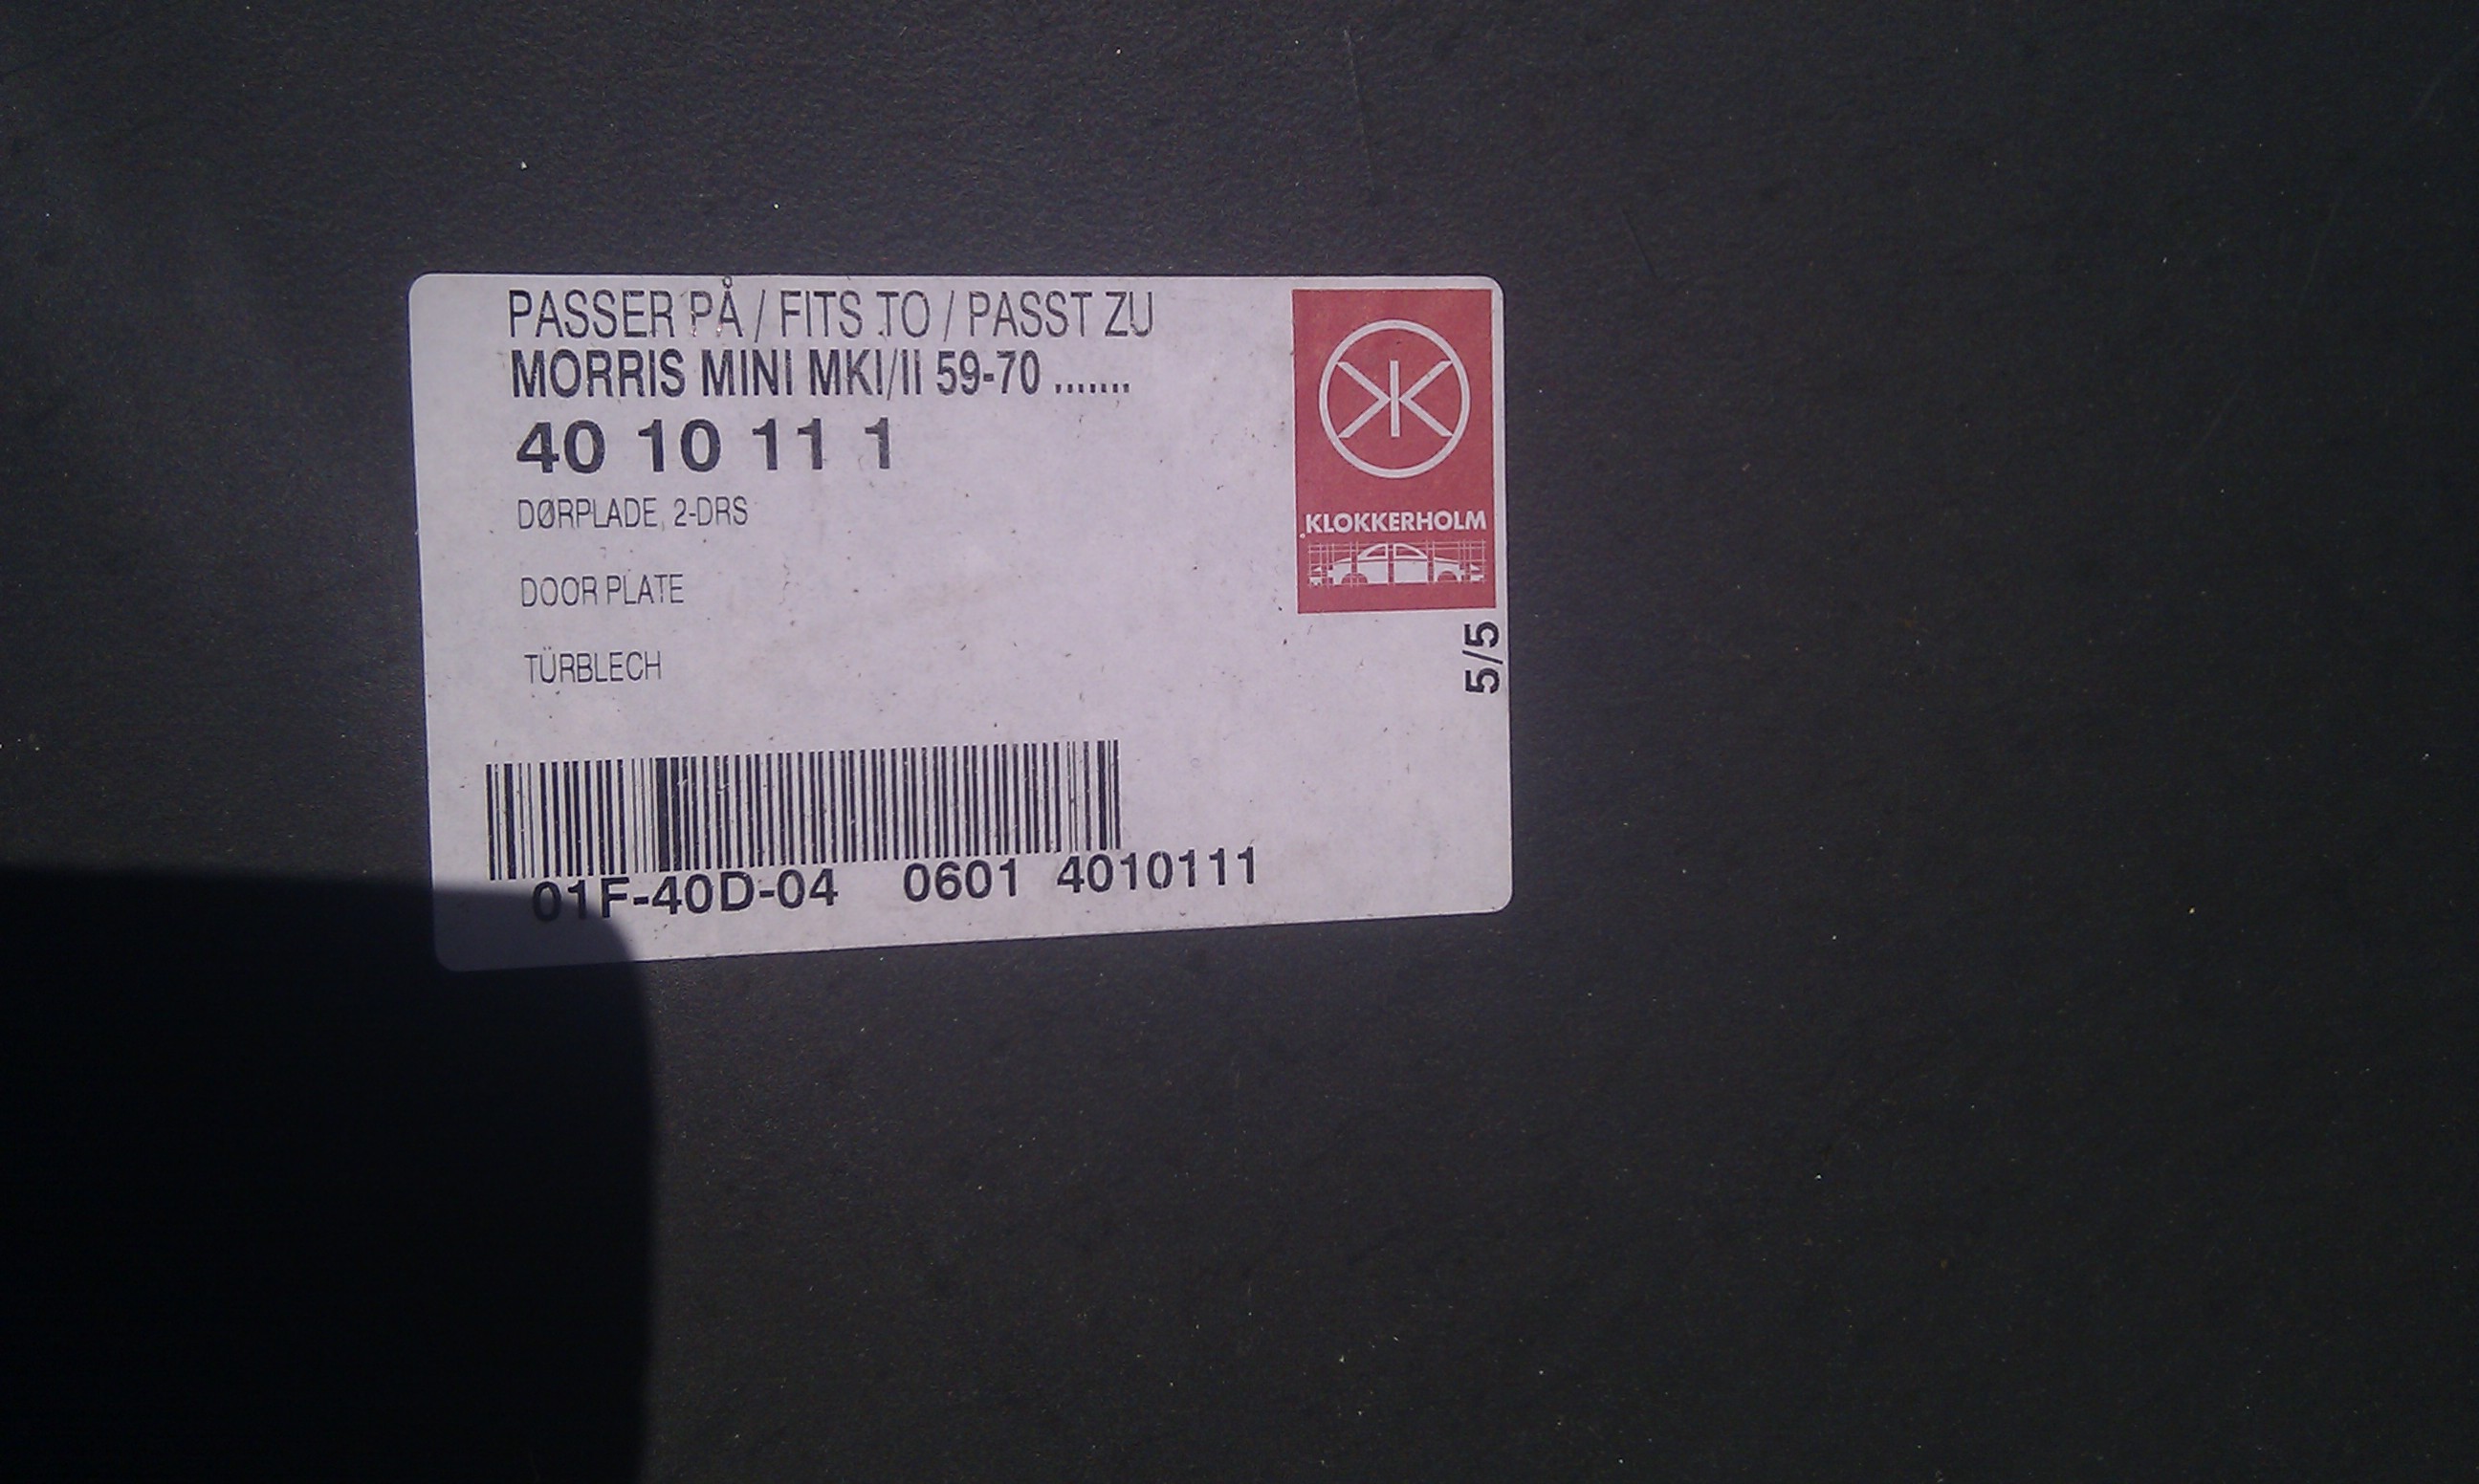 PASSER PÅ / FITS TO / PASST ZU
MORRIS MINI MKI/II 59-70 .......
40 10 11 1
DØRPLADE, 2-DRS
DOOR PLATE
TÜRBLECH
KLOKKERHOLM
5/5
01F-40D-04 0601 4010111